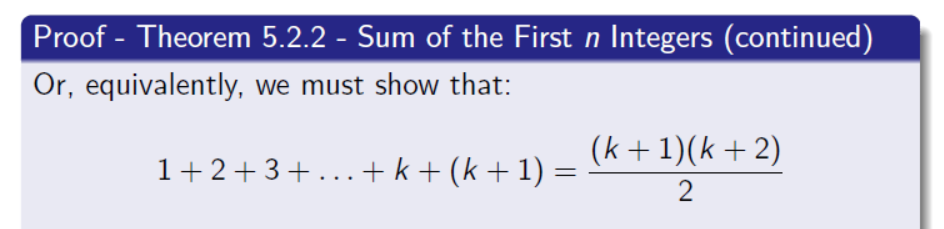 Proof - Theorem 5.2.2 - Sum of the First n Integers (continued)
Or, equivalently, we must show that:
1 + 2 + 3 + . . . + k + (k + 1) = (k + 1)(k + 2) / 2